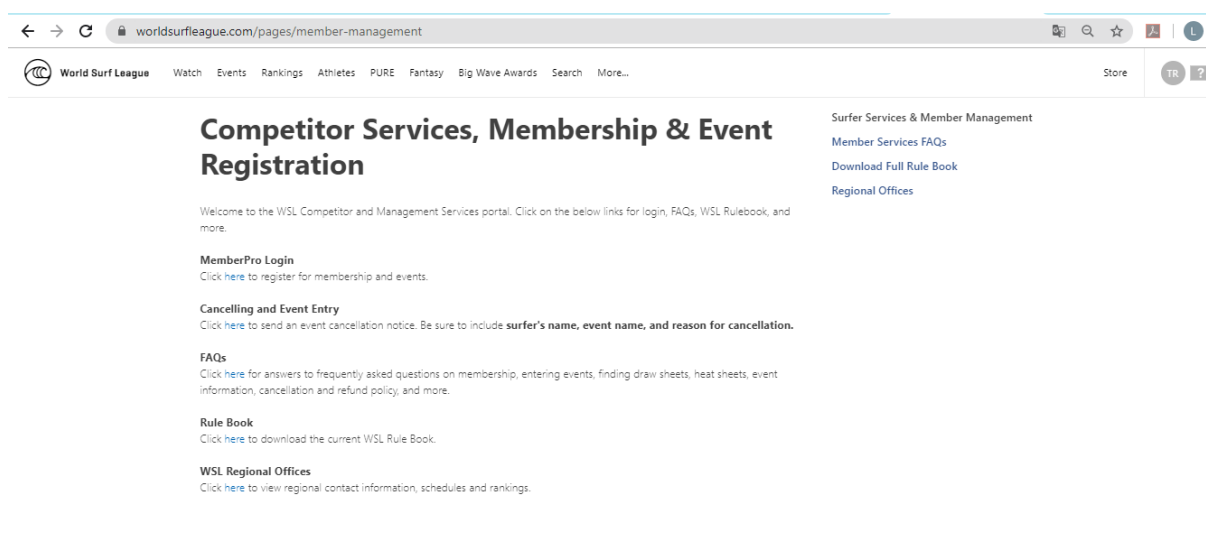 worldsurfleague.com/pages/member-management
L
World Surf League Watch Events Rankings Athletes PURE Fantasy Big Wave Awards Search More... Store TR ?
Competitor Services, Membership & Event
Registration
Welcome to the WSL Competitor and Management Services portal. Click on the below links for login, FAQs, WSL Rulebook, and
more.
MemberPro Login
Click here to register for membership and events.
Cancelling and Event Entry
Click here to send an event cancellation notice. Be sure to include surfer's name, event name, and reason for cancellation.
FAQs
Click here for answers to frequently asked questions on membership, entering events, finding draw sheets, heat sheets, event
information, cancellation and refund policy, and more.
Rule Book
Click here to download the current WSL Rule Book.
WSL Regional Offices
Click here to view regional contact information, schedules and rankings.
Surfer Services & Member Management
Member Services FAQs
Download Full Rule Book
Regional Offices